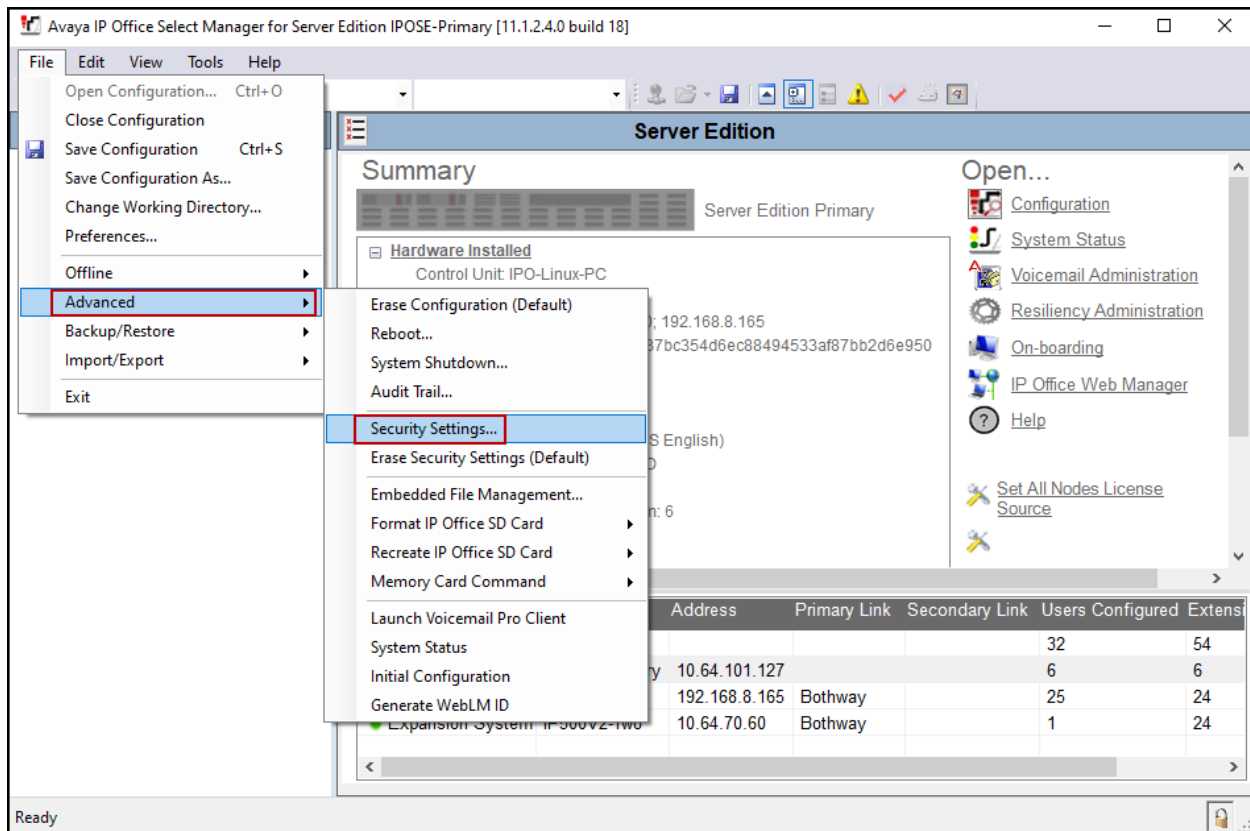 Avaya IP Office Select Manager for Server Edition IPOSE-Primary [11.1.2.4.0 build 18]
File Edit View Tools Help
Open Configuration... Ctrl+O
Close Configuration
Save Configuration Ctrl+S
Save Configuration As...
Change Working Directory...
Preferences...
Offline
Advanced
Backup/Restore
Import/Export
Exit
Erase Configuration (Default)
Reboot...
System Shutdown...
Audit Trail...
Security Settings...
Erase Security Settings (Default)
Embedded File Management...
Format IP Office SD Card
Recreate IP Office SD Card
Memory Card Command
Launch Voicemail Pro Client
System Status
Initial Configuration
Generate WebLM ID
Server Edition
Summary
Server Edition Primary
Hardware Installed
Control Unit: IPO-Linux-PC
; 192.168.8.165
37bc354d6ec88494533af87bb2d6e950
S English)
n: 6
Open...
Configuration
System Status
Voicemail Administration
Resiliency Administration
On-boarding
IP Office Web Manager
Help
Set All Nodes License
Source
Address Primary Link Secondary Link Users Configured Extensi
32 54
ry 10.64.101.127 6 6
192.168.8.165 Bothway 25 24
Expansion System IP500V2-Two 10.64.70.60 Bothway 1 24
Ready